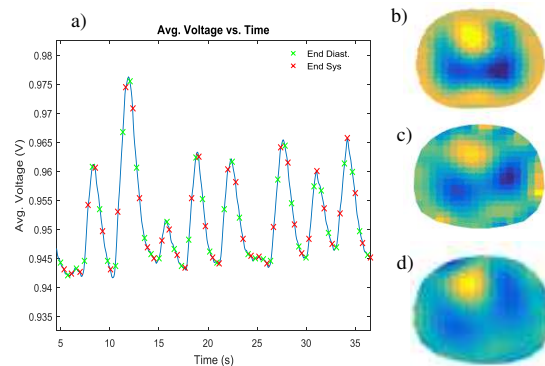 a)
Avg. Voltage vs. Time
End Diast.
End Sys
0.98
0.975
0.97
0.965
0.96
0.955
0.95
0.945
0.94
0.935
Avg. Voltage (V)
5
10
15
20
25
30
35
Time (s)
b)
c)
d)